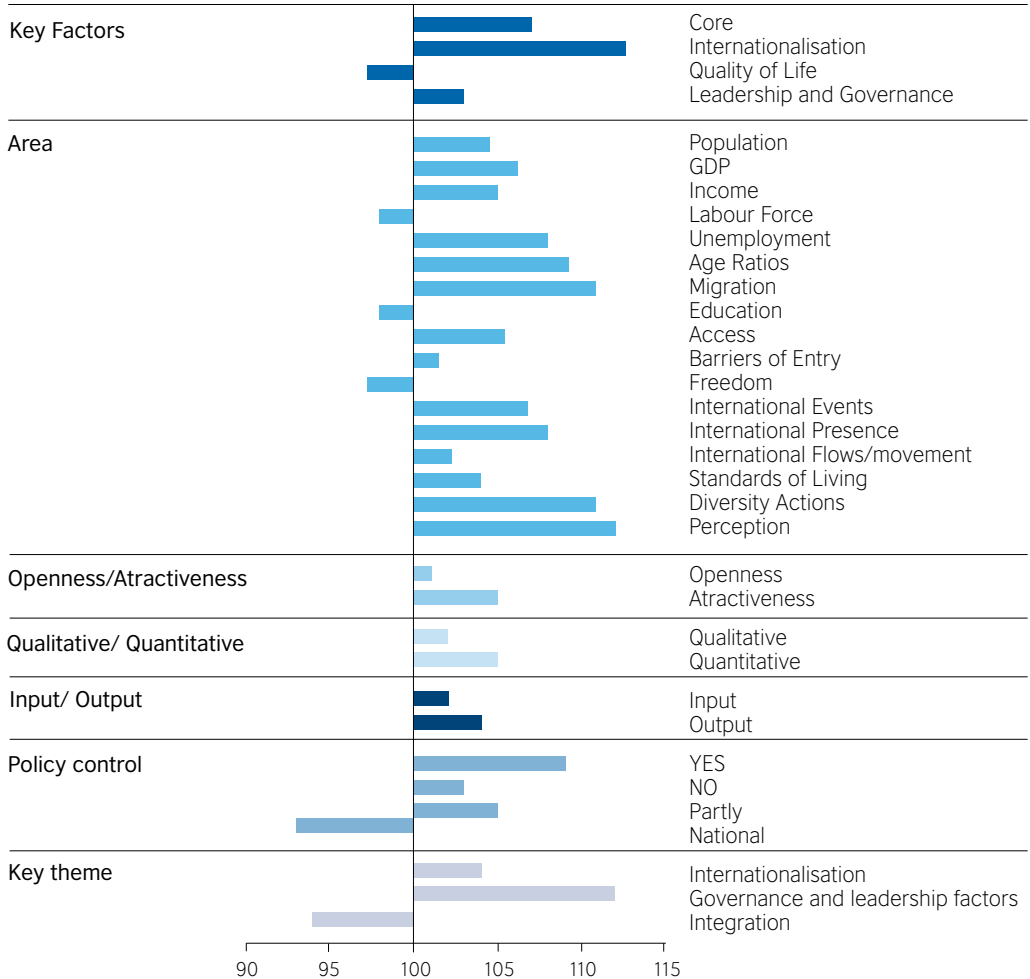 Key Factors
Core
Internationalisation
Quality of Life
Leadership and Governance
Area
Population
GDP
Income
Labour Force
Unemployment
Age Ratios
Migration
Education
Access
Barriers of Entry
Freedom
International Events
International Presence
International Flows/movement
Standards of Living
Diversity Actions
Perception
Openness/Atractiveness
Openness
Atractiveness
Qualitative/ Quantitative
Qualitative
Quantitative
Input/ Output
Input
Output
Policy control
YES
NO
Partly
National
Key theme
Internationalisation
Governance and leadership factors
Integration
90 95 100 105 110 115